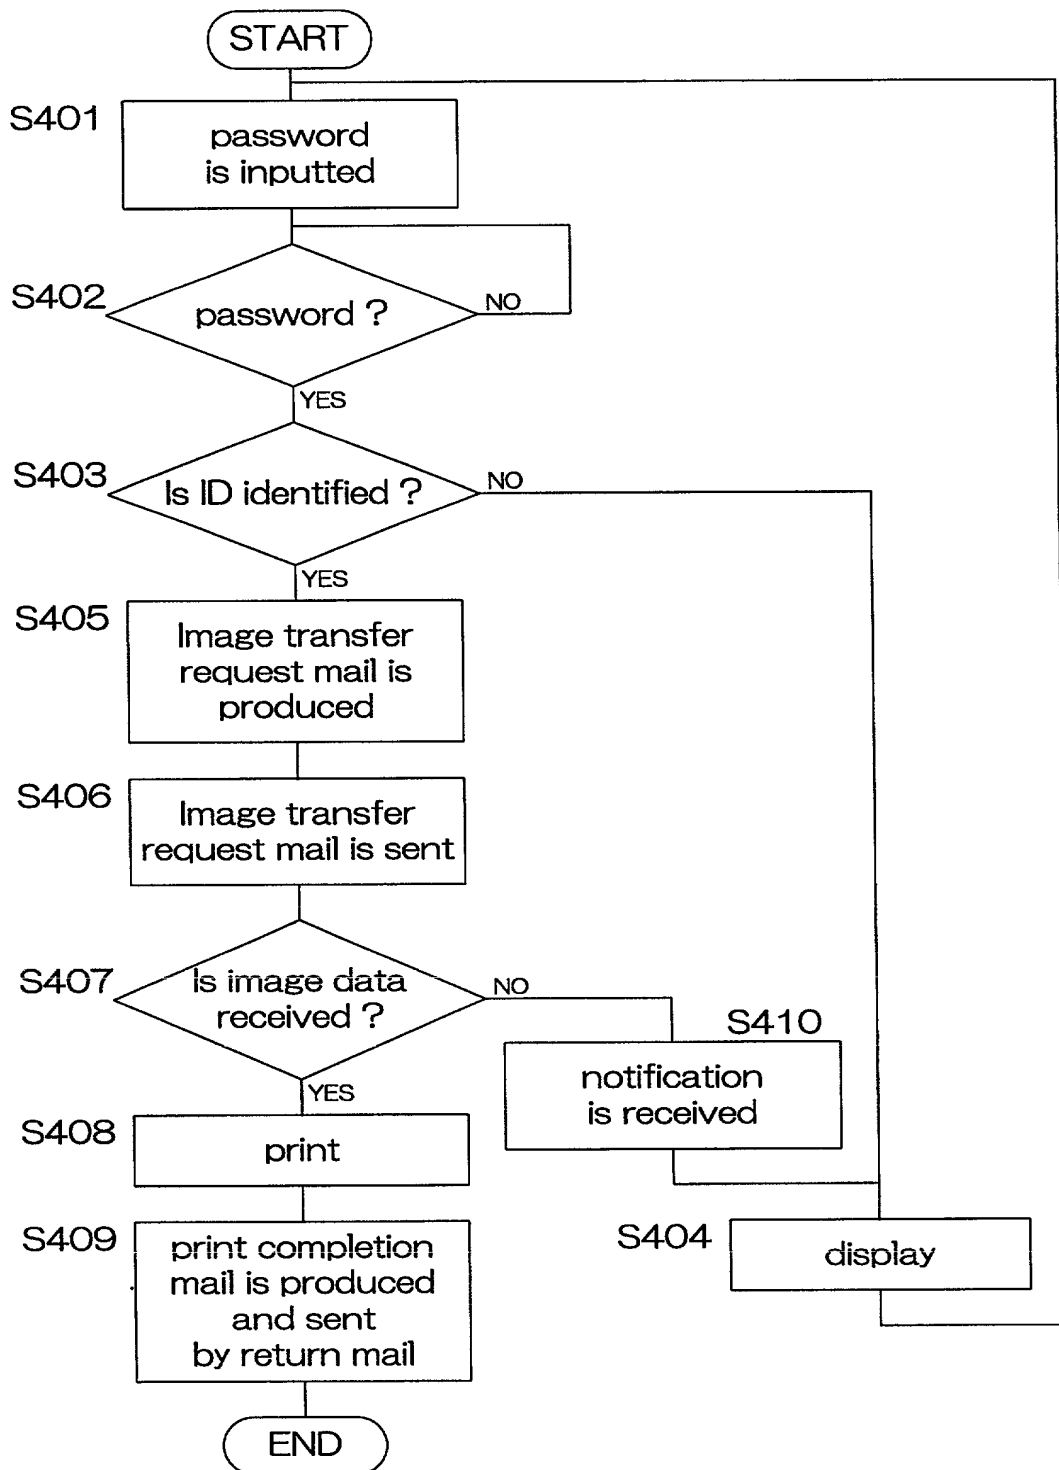 START
S401
password
is inputted
S402
password ?
NO
YES
S403
Is ID identified ?
NO
YES
S405
Image transfer
request mail is
produced
S406
Image transfer
request mail is sent
S407
Is image data
received ?
NO
YES
S410
notification
is received
S408
print
S409
print completion
mail is produced
and sent
by return mail
S404
display
END